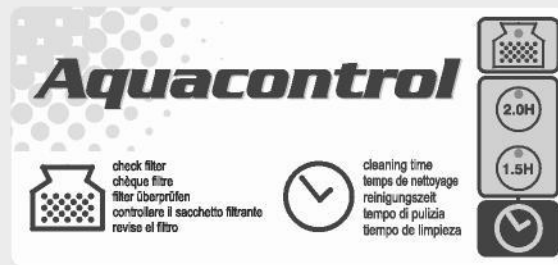 Aquacontrol
2.0H
1.5H
check filter
chèque filtre
filter überprüfen
controllare il sacchetto filtrante
revise el filtro
cleaning time
temps de nettoyage
reinigungszeit
tempo di pulizia
tiempo de limpieza